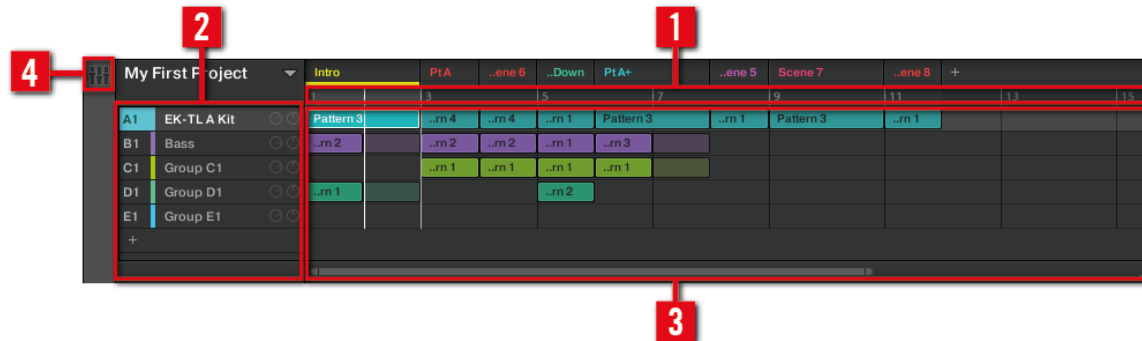 2
1
4
My First Project
Intro
Pt A
..ene 6
..Down
Pt A+
..ene 5
Scene 7
..ene 8
+
1
3
5
7
9
11
13
15
A1 EK-TL A Kit
Pattern 3
..rn 4
..rn 4
..rn 1
Pattern 3
..rn 1
Pattern 3
..rn 1
B1 Bass
..rn 2
..rn 2
..rn 2
..rn 1
..rn 3
C1 Group C1
..rn 1
..rn 1
..rn 1
..rn 1
D1 Group D1
..rn 1
..rn 2
E1 Group E1
+
3